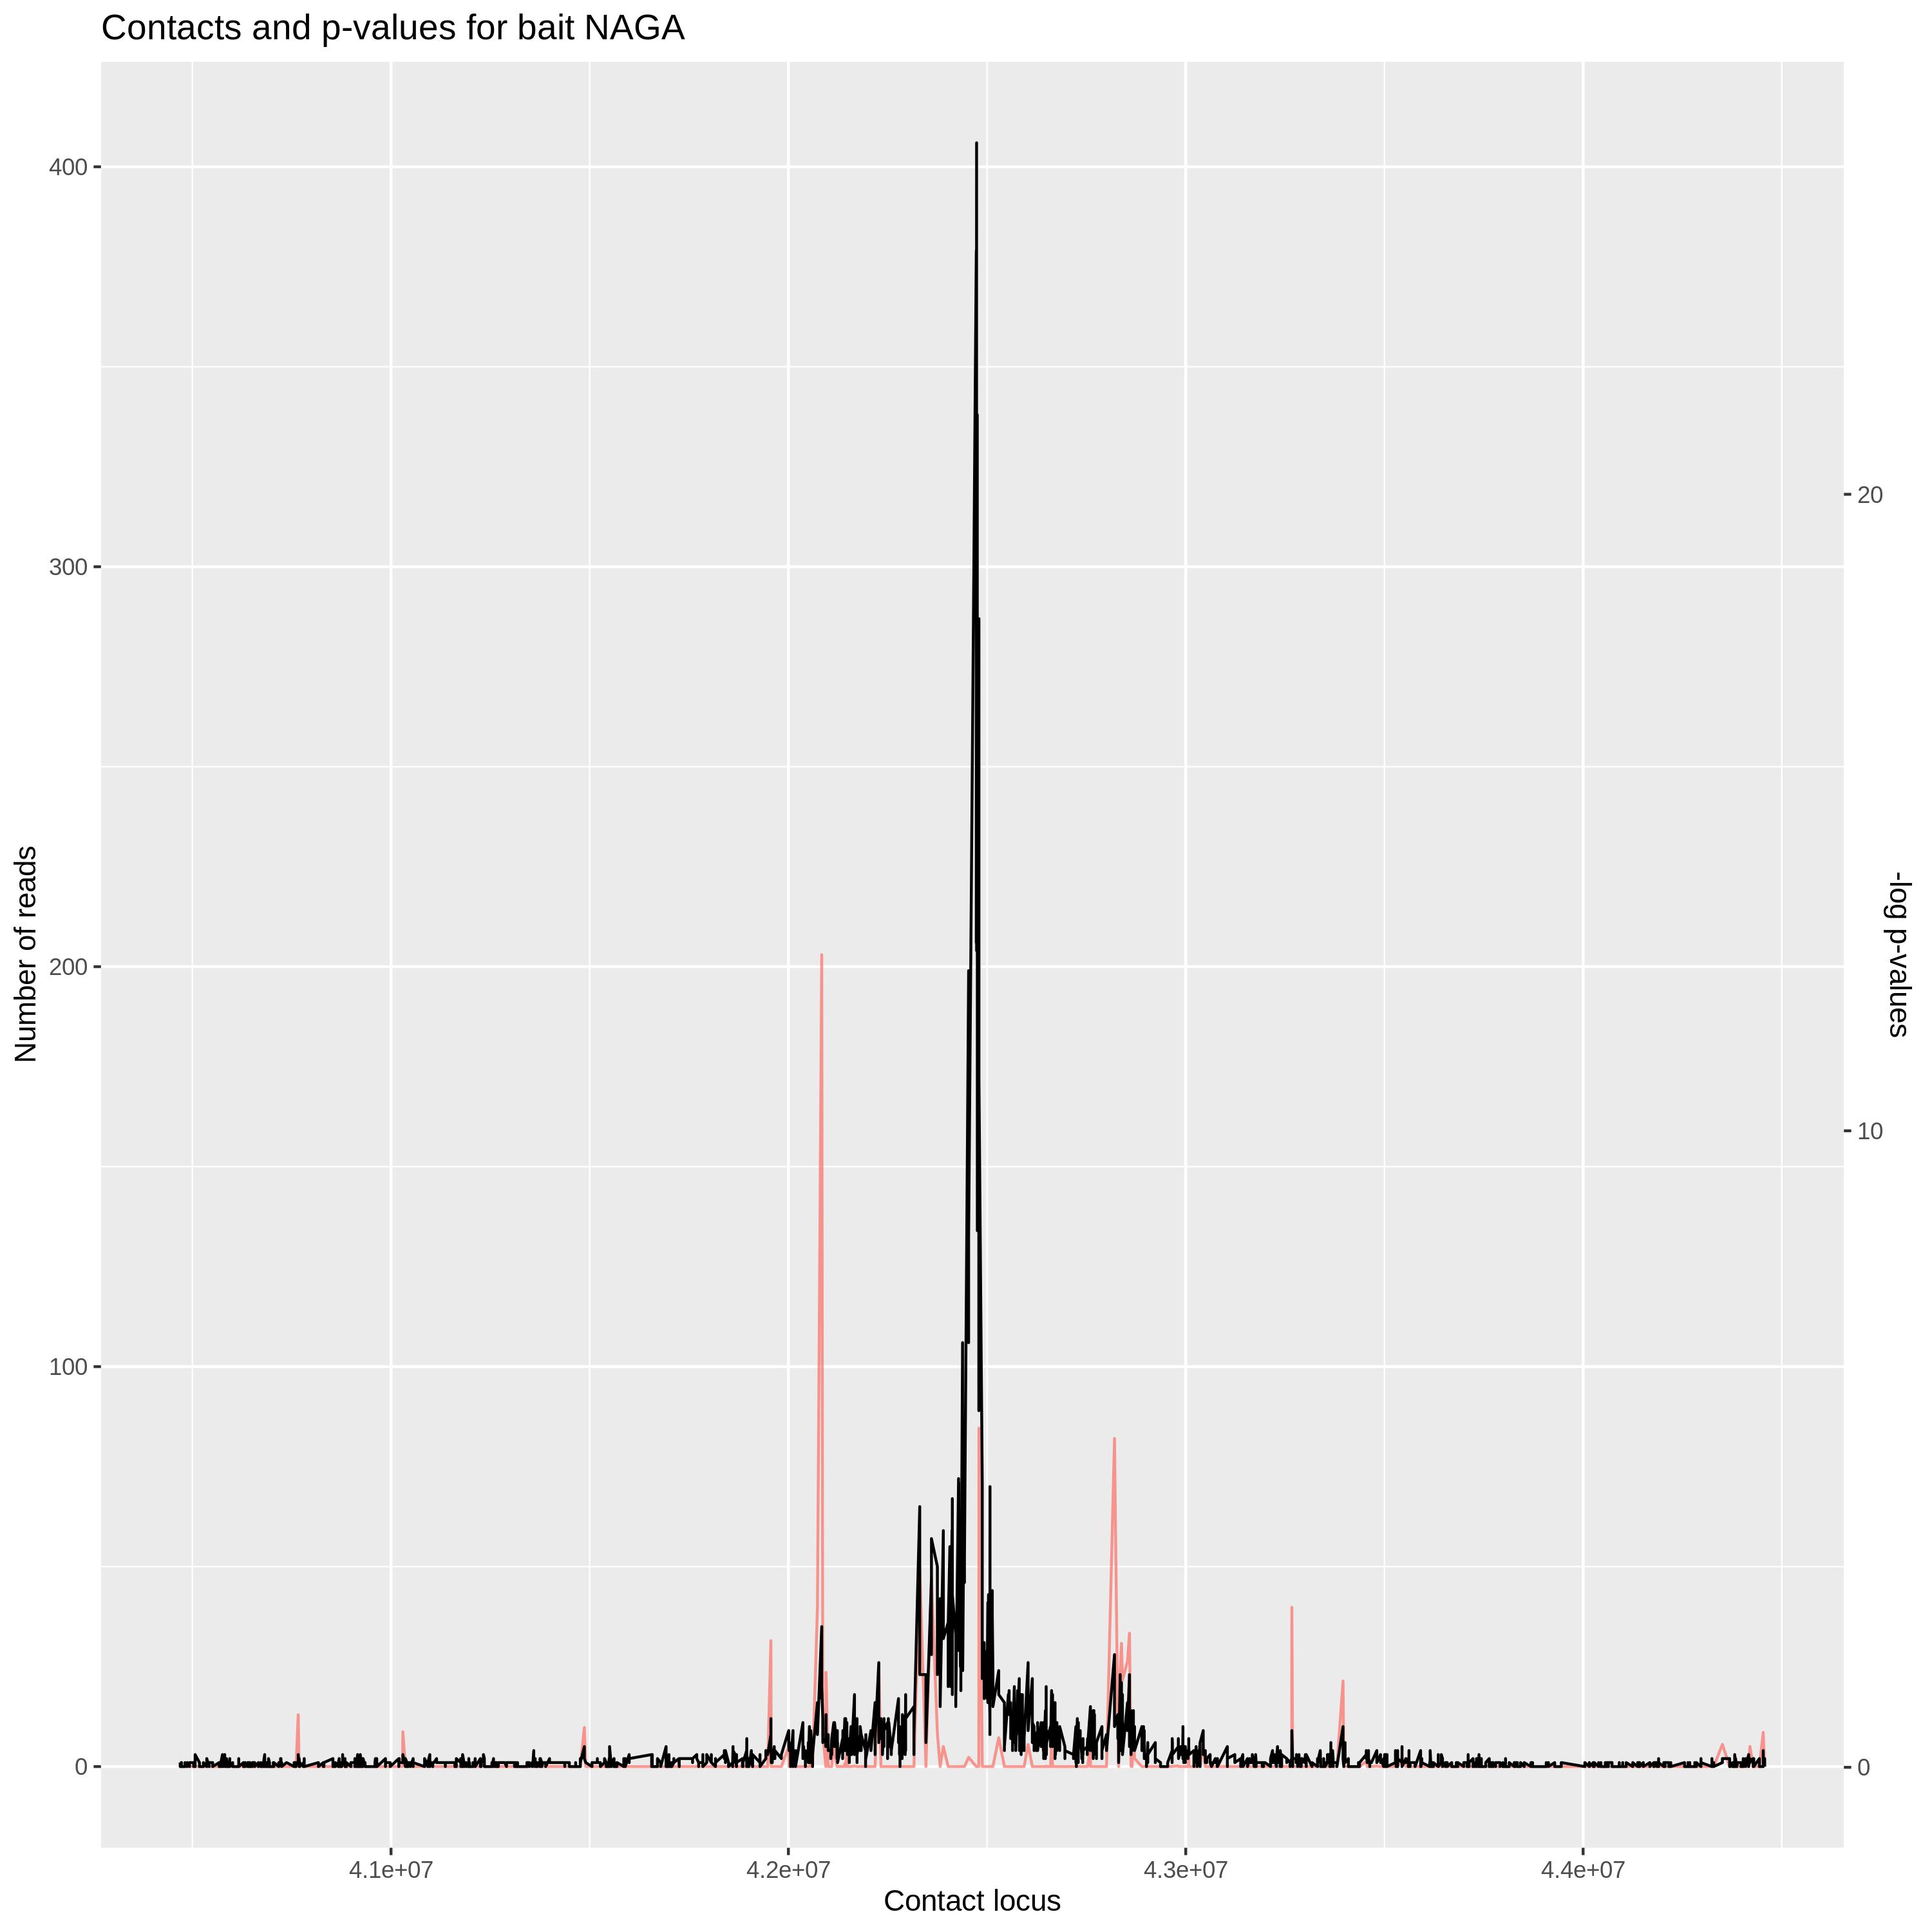 Contacts and p-values for bait NAGA
400
300
200
100
0
Number of reads
20
10
0
-log p-values
4.1e+07
4.2e+07
4.3e+07
4.4e+07
Contact locus